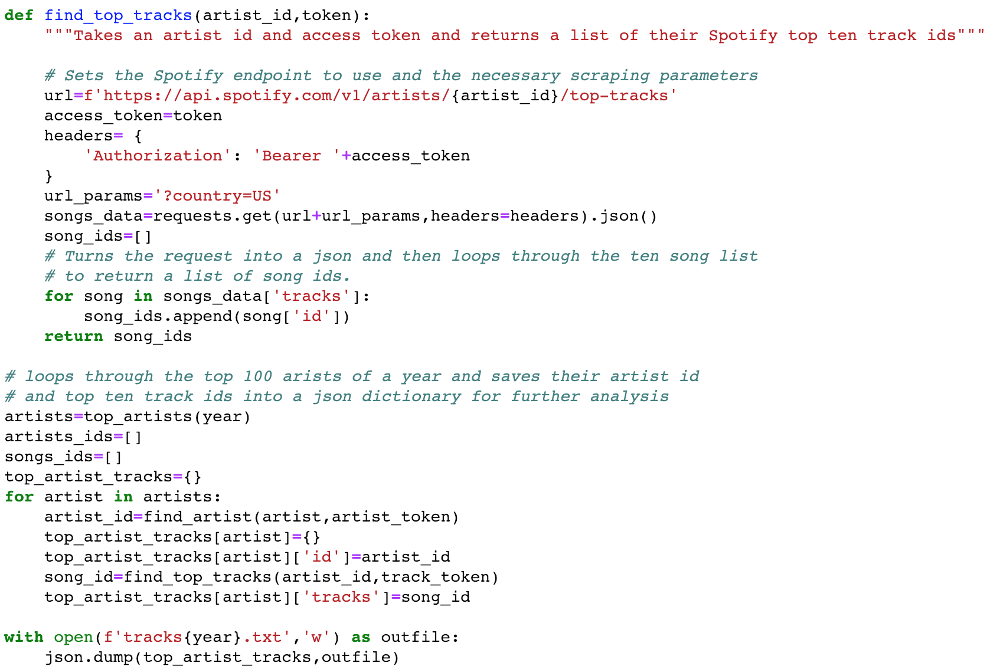 def find_top_tracks(artist_id,token):
    """Takes an artist id and access token and returns a list of their Spotify top ten track ids"""

    # Sets the Spotify endpoint to use and the necessary scraping parameters
    url=f'https://api.spotify.com/v1/artists/{artist_id}/top-tracks'
    access_token=token
    headers= {
        'Authorization': 'Bearer '+access_token
    }
    url_params='?country=US'
    songs_data=requests.get(url+url_params,headers=headers).json()
    song_ids=[]
    # Turns the request into a json and then loops through the ten song list
    # to return a list of song ids.
    for song in songs_data['tracks']:
        song_ids.append(song['id'])
    return song_ids

# loops through the top 100 arists of a year and saves their artist id
# and top ten track ids into a json dictionary for further analysis
artists=top_artists(year)
artists_ids=[]
songs_ids=[]
top_artist_tracks={}
for artist in artists:
    artist_id=find_artist(artist,artist_token)
    top_artist_tracks[artist]={}
    top_artist_tracks[artist]['id']=artist_id
    song_id=find_top_tracks(artist_id,track_token)
    top_artist_tracks[artist]['tracks']=song_id

with open(f'tracks{year}.txt','w') as outfile:
    json.dump(top_artist_tracks,outfile)